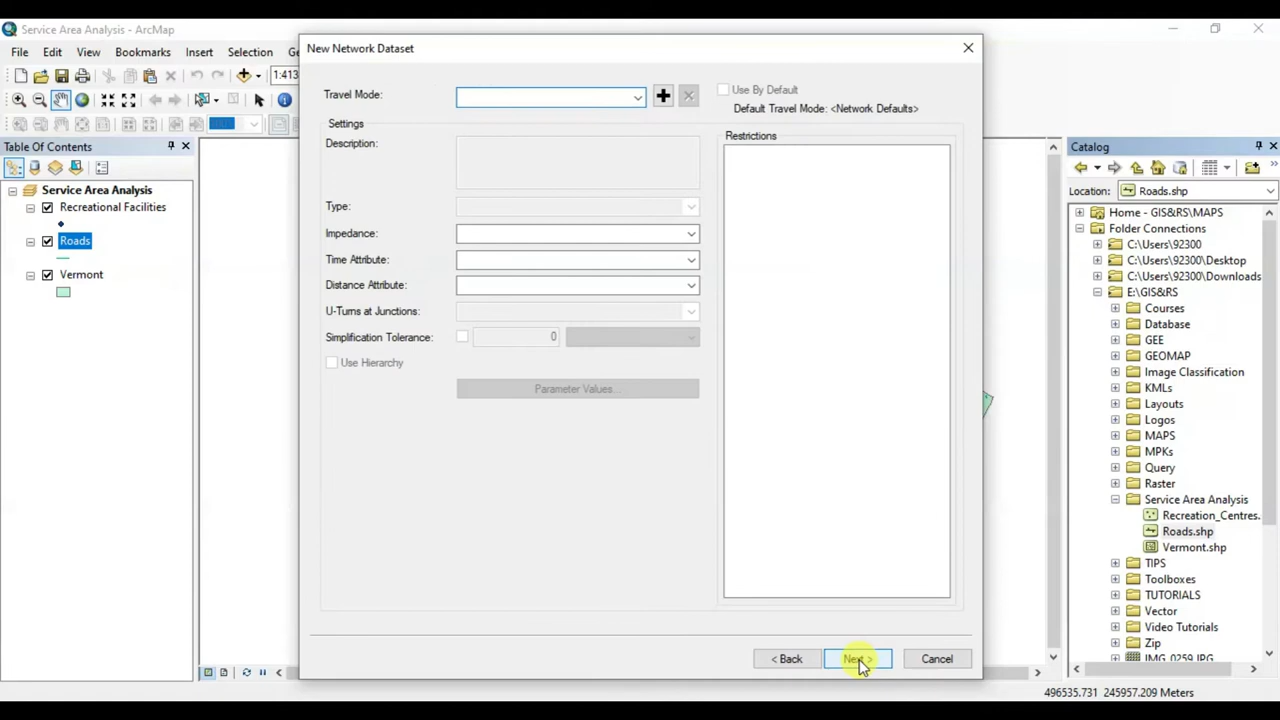 Service Area Analysis - ArcMap
File Edit View Bookmarks Insert Selection
1:413
Table Of Contents
Service Area Analysis
Recreational Facilities
Roads
Vermont
New Network Dataset
Travel Mode:
Use By Default
Default Travel Mode: <Network Defaults>
Settings
Description:
Type:
Impedance:
Time Attribute:
Distance Attribute:
U-Turns at Junctions:
Simplification Tolerance:
0
Use Hierarchy
Parameter Values...
Restrictions
< Back
Next >
Cancel
Catalog
Location: Roads.shp
Home - GIS&RS\MAPS
Folder Connections
C:\Users\92300
C:\Users\92300\Desktop
C:\Users\92300\Downloads
E:\GIS&RS
Courses
Database
GEE
GEOMAP
Image Classification
KMLs
Layouts
Logos
MAPS
MPKs
Query
Raster
Service Area Analysis
Recreation_Centres.
Roads.shp
Vermont.shp
TIPS
Toolboxes
TUTORIALS
Vector
Video Tutorials
Zip
IMG_0259.JPG
496535.731 245957.209 Meters